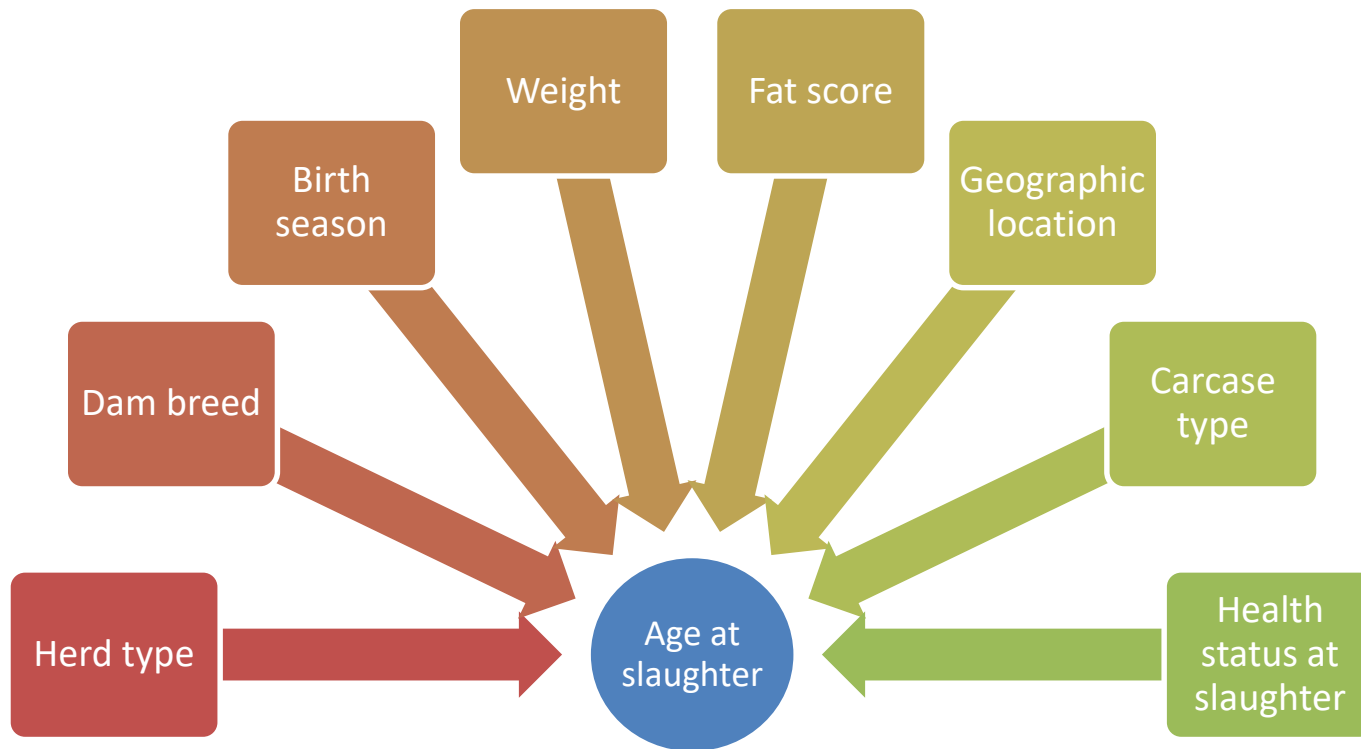 Herd type
Dam breed
Birth
season
Weight
Fat score
Geographic
location
Carcase
type
Health
status at
slaughter
Age at
slaughter